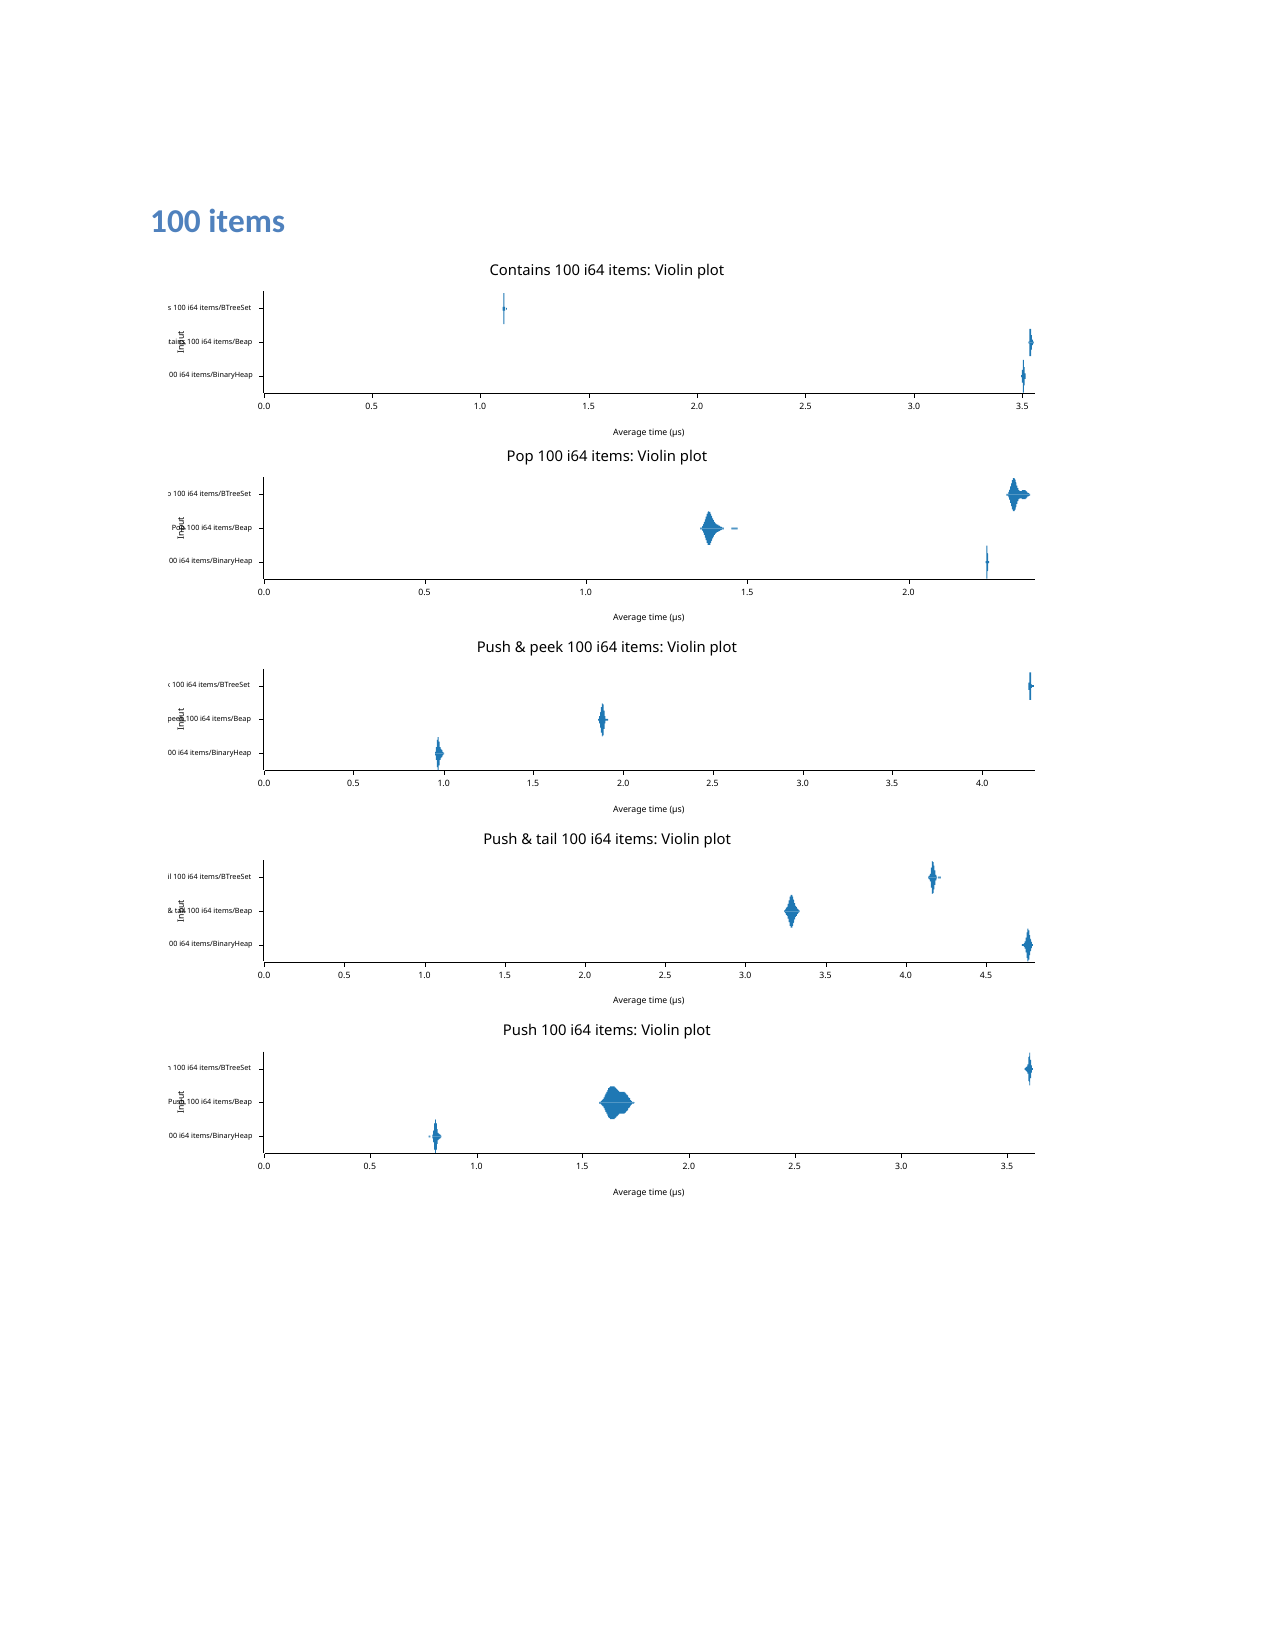 100 items
Contains 100 i64 items: Violin plot
s 100 i64 items/BTreeSet
100 i64 items/Beap
Input
00 i64 items/BinaryHeap
0.0 0.5 1.0 1.5 2.0 2.5 3.0 3.5
Average time (µs)
Pop 100 i64 items: Violin plot
100 i64 items/BTreeSet
Pop 100 i64 items/Beap
Input
00 i64 items/BinaryHeap
0.0 0.5 1.0 1.5 2.0
Average time (µs)
Push & peek 100 i64 items: Violin plot
100 i64 items/BTreeSet
100 i64 items/Beap
Input
00 i64 items/BinaryHeap
0.0 0.5 1.0 1.5 2.0 2.5 3.0 3.5 4.0
Average time (µs)
Push & tail 100 i64 items: Violin plot
il 100 i64 items/BTreeSet
& tail 100 i64 items/Beap
Input
00 i64 items/BinaryHeap
0.0 0.5 1.0 1.5 2.0 2.5 3.0 3.5 4.0 4.5
Average time (µs)
Push 100 i64 items: Violin plot
100 i64 items/BTreeSet
Push 100 i64 items/Beap
Input
00 i64 items/BinaryHeap
0.0 0.5 1.0 1.5 2.0 2.5 3.0 3.5
Average time (µs)